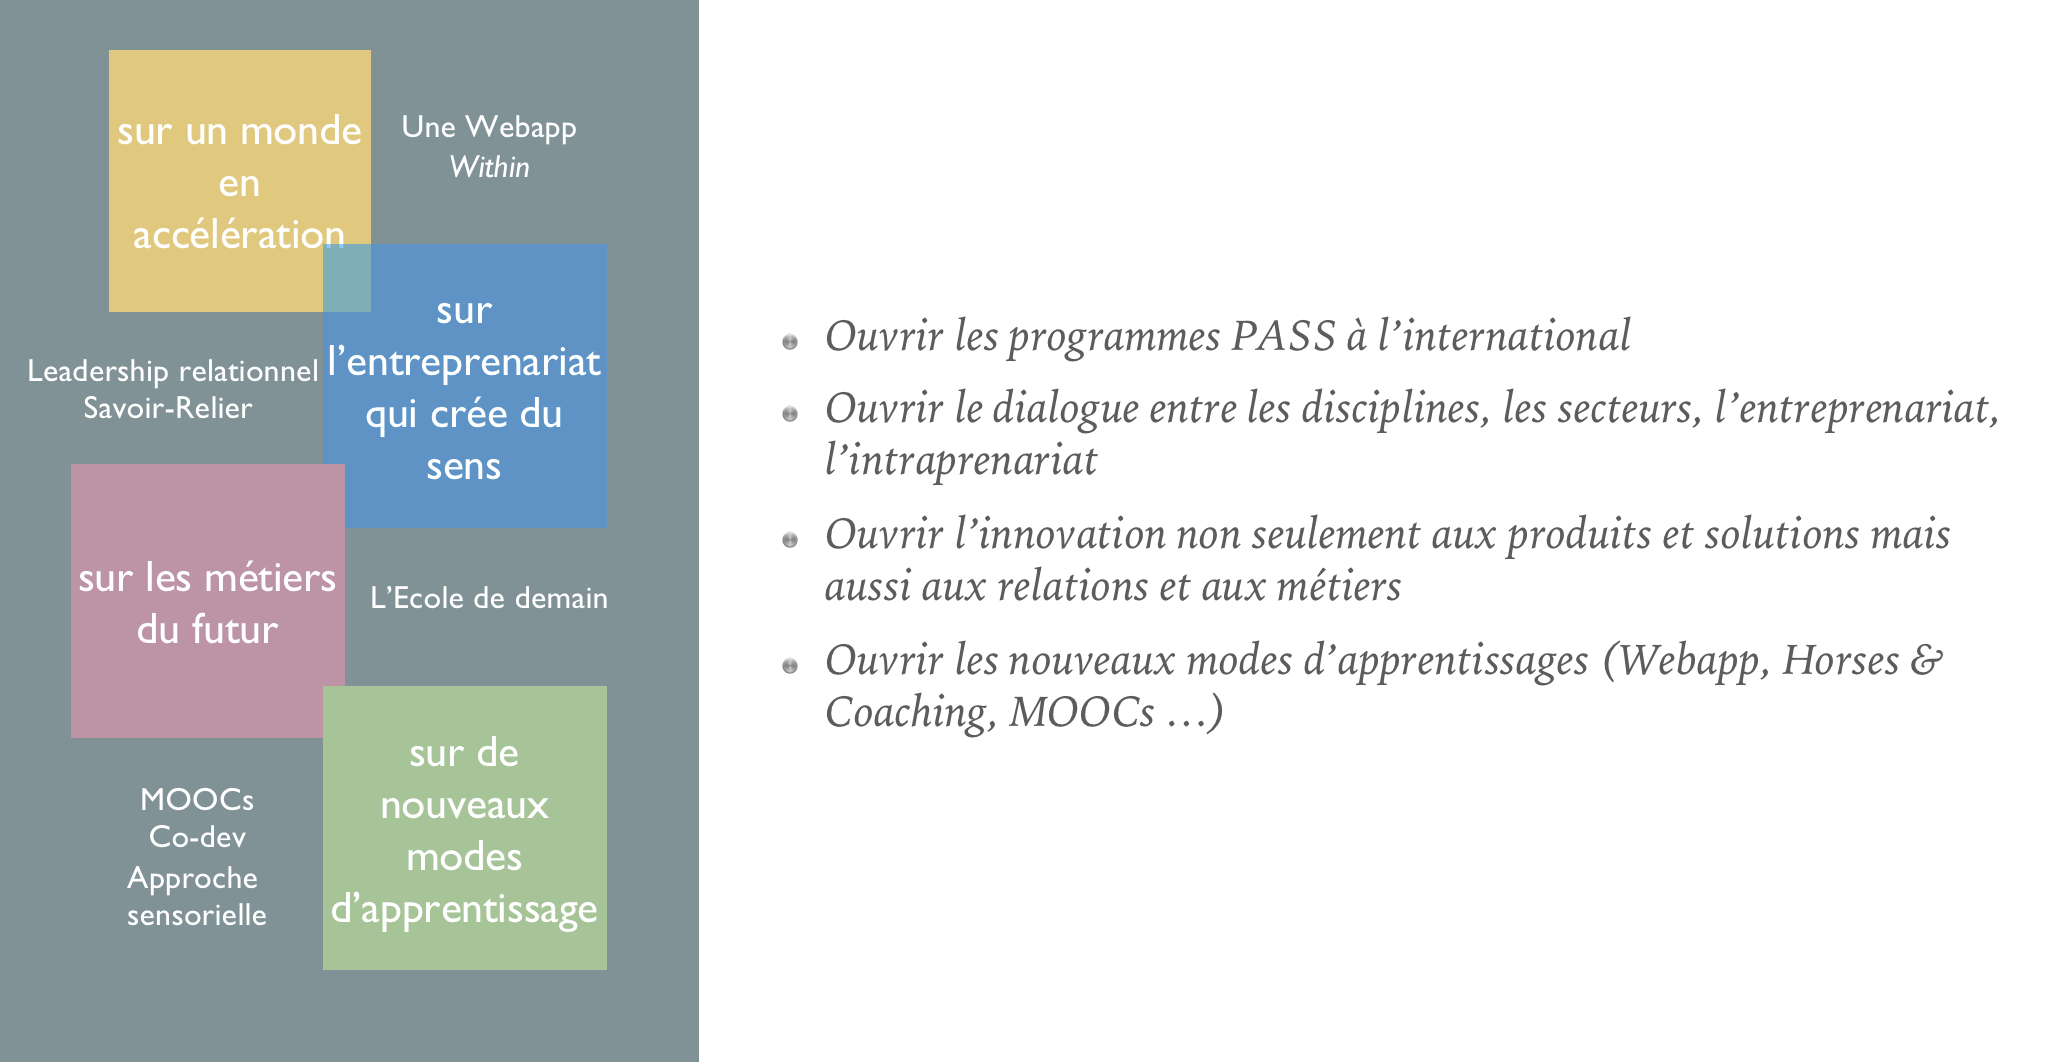 sur un monde
en
accélération
Une Webapp
Within
sur
l’entreprenariat
qui crée du
sens
Leadership relationnel
Savoir-Relier
sur les métiers
du futur
L’Ecole de demain
sur de
nouveaux
modes
d’apprentissage
MOOCs
Co-dev
Approche
sensorielle
Ouvrir les programmes PASS à l’international
Ouvrir le dialogue entre les disciplines, les secteurs, l’entreprenariat,
l’intraprenariat
Ouvrir l’innovation non seulement aux produits et solutions mais
aussi aux relations et aux métiers
Ouvrir les nouveaux modes d’apprentissages (Webapp, Horses &
Coaching, MOOCs …)